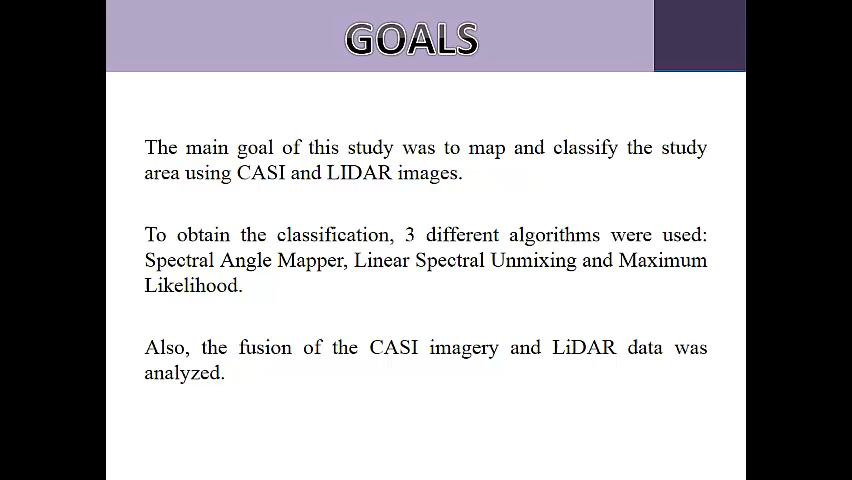 GOALS
The main goal of this study was to map and classify the study
area using CASI and LIDAR images.
To obtain the classification, 3 different algorithms were used:
Spectral Angle Mapper, Linear Spectral Unmixing and Maximum
Likelihood.
Also, the fusion of the CASI imagery and LiDAR data was
analyzed.